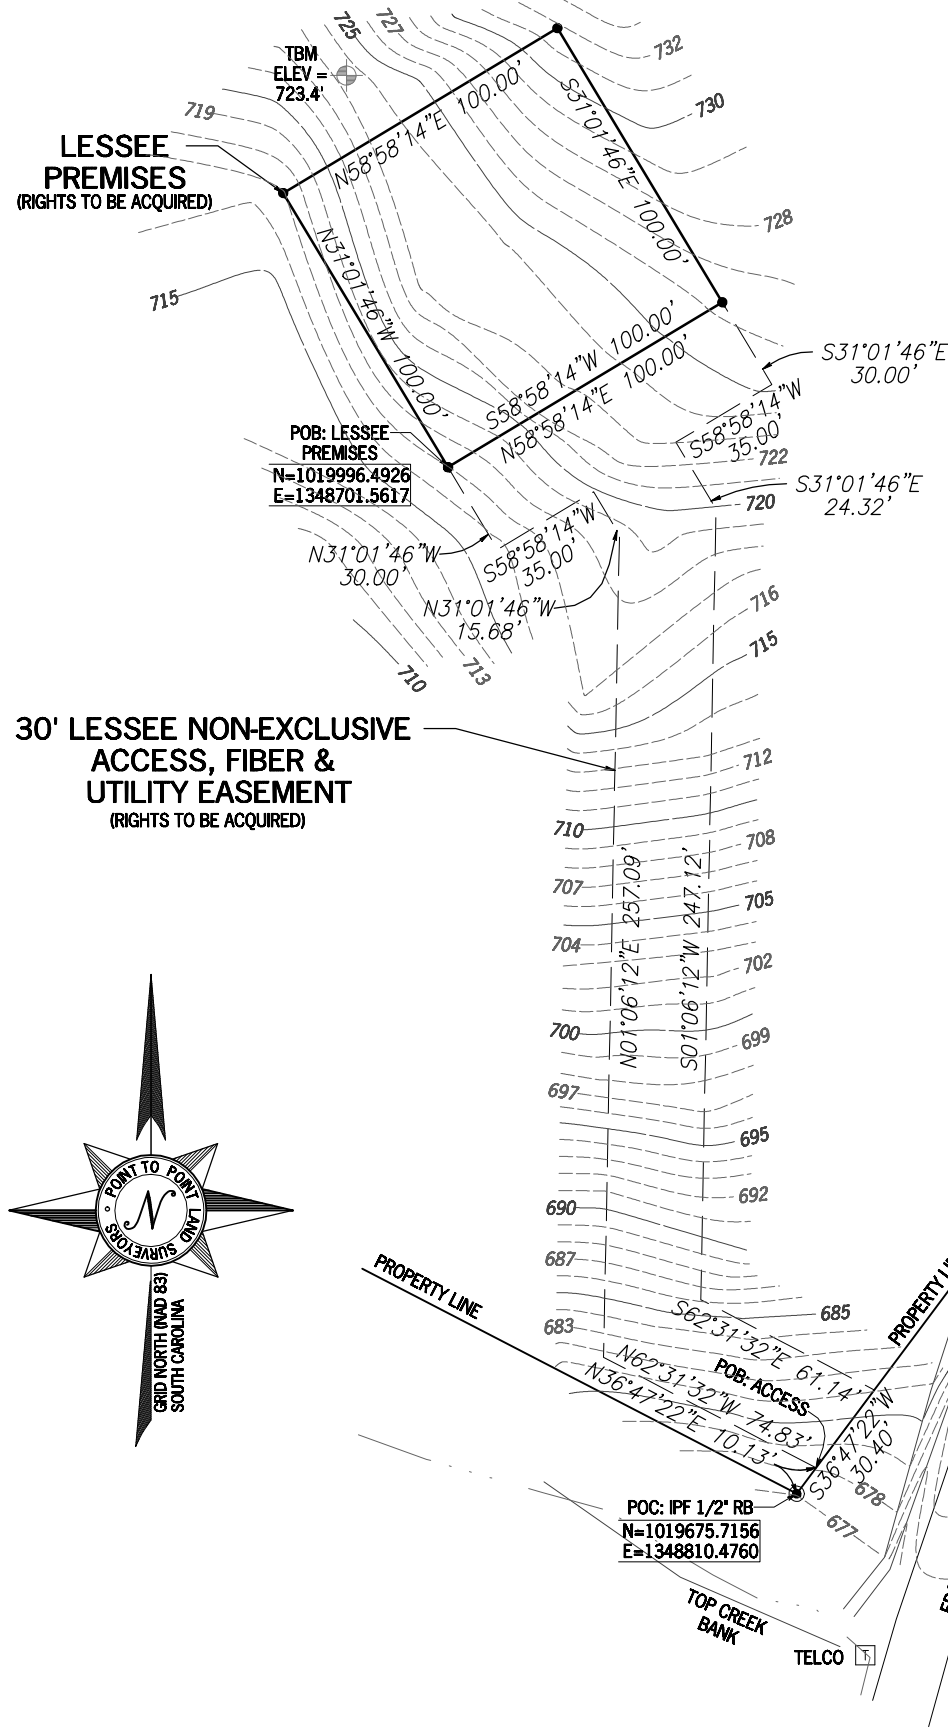 725
727
732
TBM
ELEV =
723.4'
719
730
N58°58'14"E 100.00'
S31°01'46"E 100.00'
LESSEE
PREMISES
(RIGHTS TO BE ACQUIRED)
728
715
N31°01'46"W 100.00'
S58°58'14"W 100.00'
N58°58'14"E 100.00'
S31°01'46"E
30.00'
S58°58'14"W
35.00'
POB: LESSEE
PREMISES
N=1019996.4926
E=1348701.5617
722
720
S31°01'46"E
24.32'
N31°01'46"W
30.00'
S58°58'14"W
35.00'
N31°01'46"W
15.68'
716
715
710
713
30' LESSEE NON-EXCLUSIVE
ACCESS, FIBER &
UTILITY EASEMENT
(RIGHTS TO BE ACQUIRED)
712
710
708
707
705
704
702
700
699
697
695
692
690
687
685
683
N01°06'12"E 257.09'
S01°06'12"W 247.12'
POINT TO POINT LAND SURVEYORS
N
GRID NORTH (NAD 83)
SOUTH CAROLINA
PROPERTY LINE
S62°31'32"E 61.14'
N62°31'32"W 74.83'
N36°47'22"E 10.13'
POB: ACCESS
S36°47'22"W
30.40'
678
677
POC: IPF 1/2" RB
N=1019675.7156
E=1348810.4760
TOP CREEK
BANK
TELCO
T
PROPERTY